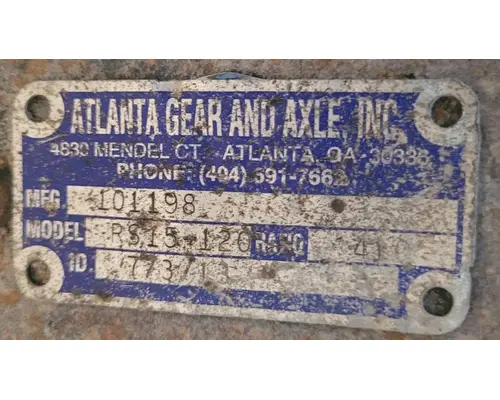 ATLANTA GEAR AND AXLE, INC.
4830 MENDEL CT. ATLANTA, GA 30336
PHONE: (404) 691-7662
MFG. 101198
MODEL RS15-120 RATIO
ID.